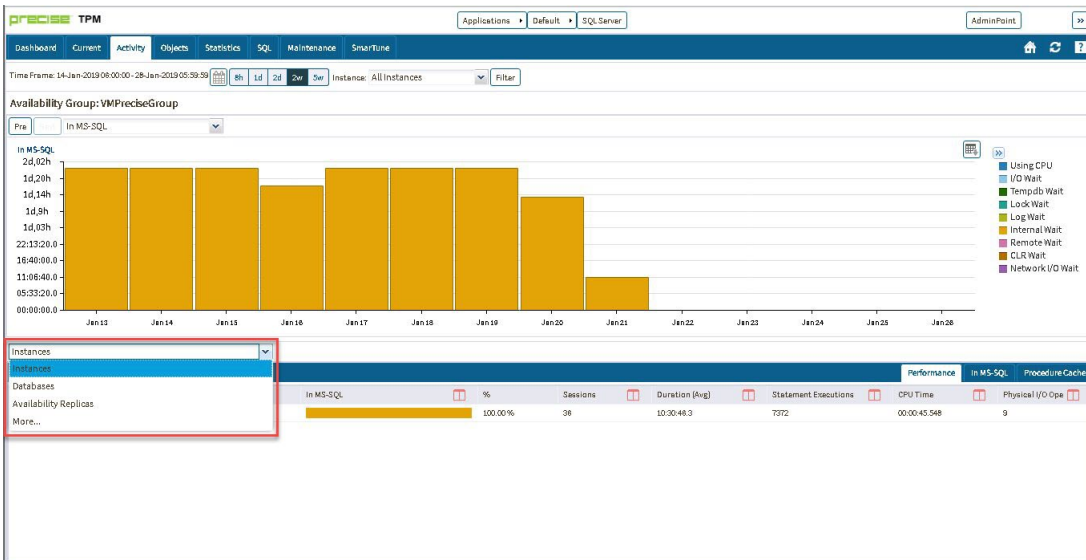 precise TPM
Applications Default SQL Server
AdminPoint »
Dashboard Current Activity Objects Statistics SQL Maintenance SmarTune
?
Time Frame: 14-Jan-2019 06:00:00 - 28-Jan-2019 05:59:59 8h 1d 2d 2w 5w Instance: All Instances Filter
Availability Group: VMPreciseGroup
Pre In MS-SQL
In MS-SQL
2d,02h
1d,20h
1d,14h
1d,9h
1d,03h
22:13:20.0
16:40:00.0
11:06:40.0
05:33:20.0
00:00:00.0
Jan 13 Jan 14 Jan 15 Jan 16 Jan 17 Jan 18 Jan 19 Jan 20 Jan 21 Jan 22 Jan 23 Jan 24 Jan 25 Jan 26
»
Using CPU
I/O Wait
Tempdb Wait
Lock Wait
Log Wait
Internal Wait
Remote Wait
CLR Wait
Network I/O Wait
Instances
Instances
Databases
Availability Replicas
More...
Performance In MS-SQL Procedure Cache
In MS-SQL % Sessions Duration (Avg) Statement Executions CPU Time Physical I/O Ope
100.00 % 36 10:30:46.3 7372 00:00:45.548 9